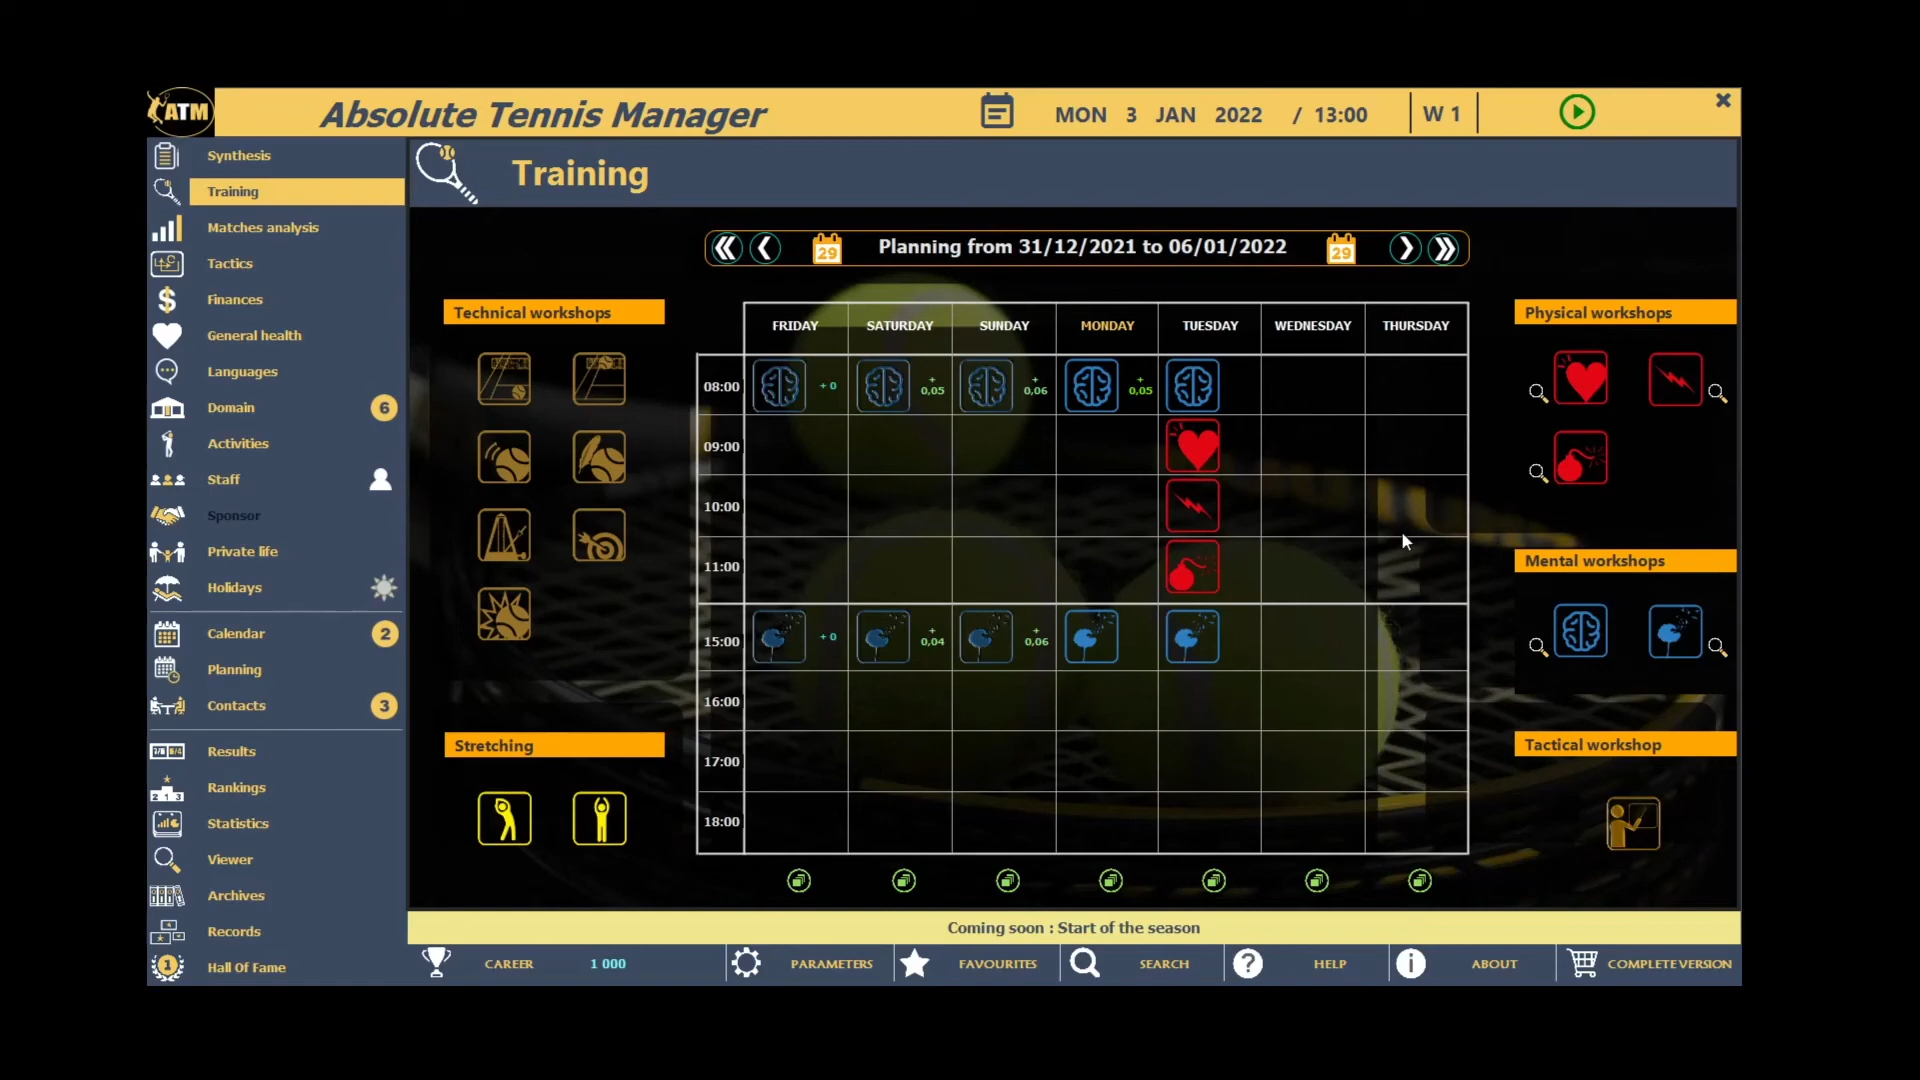 ATM
Absolute Tennis Manager
MON 3 JAN 2022 / 13:00
W 1
Synthesis
Training
Matches analysis
Tactics
Finances
General health
Languages
Domain 6
Activities
Staff
Sponsor
Private life
Holidays
Calendar 2
Planning
Contacts 3
Results
Rankings
Statistics
Viewer
Archives
Records
Hall Of Fame
Training
29 Planning from 31/12/2021 to 06/01/2022 29
Technical workshops
Stretching
FRIDAY SATURDAY SUNDAY MONDAY TUESDAY WEDNESDAY THURSDAY
08:00 + 0 + 0,05 + 0,06 + 0,05
09:00
10:00
11:00
15:00 + 0 + 0,04 + 0,06
16:00
17:00
18:00
Physical workshops
Mental workshops
Tactical workshop
Coming soon : Start of the season
CAREER 1 000
PARAMETERS
FAVOURITES
SEARCH
? HELP
i ABOUT
COMPLETE VERSION